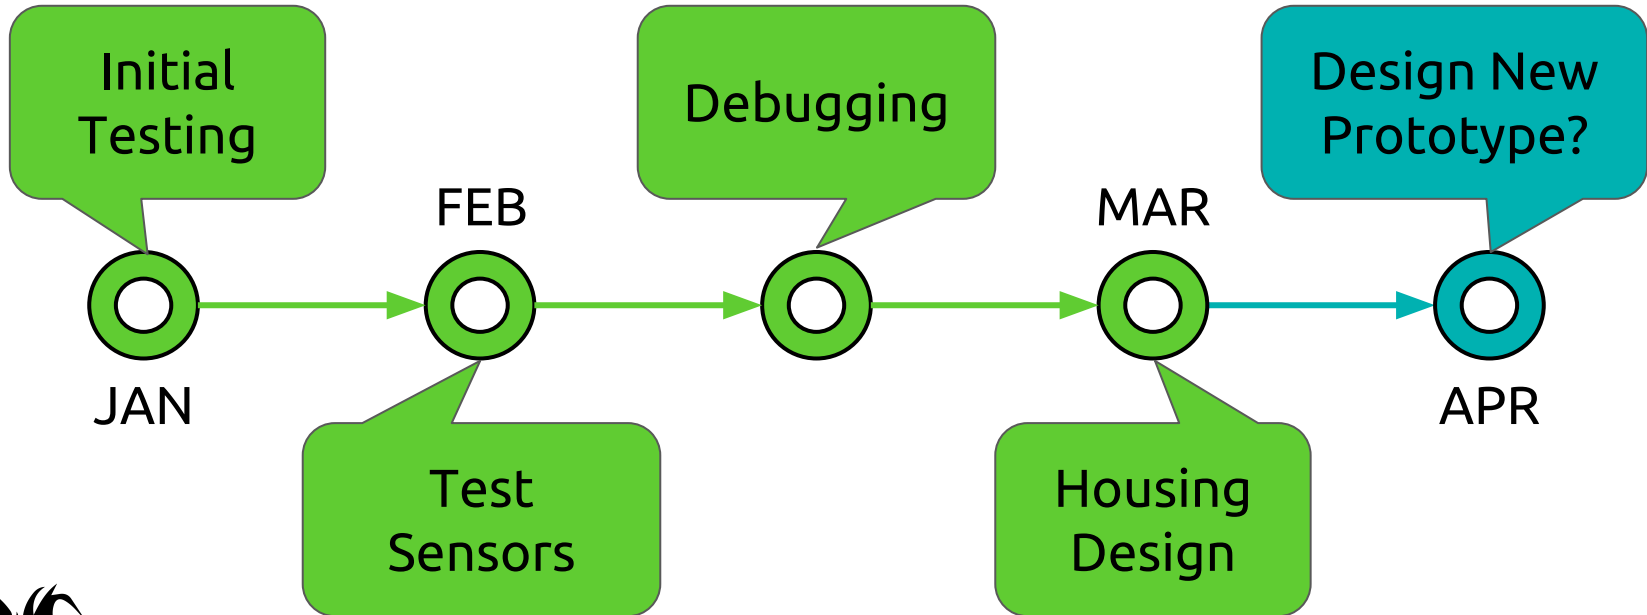 Initial
Testing
Debugging
Design New
Prototype?
FEB
MAR
JAN
APR
Test
Sensors
Housing
Design